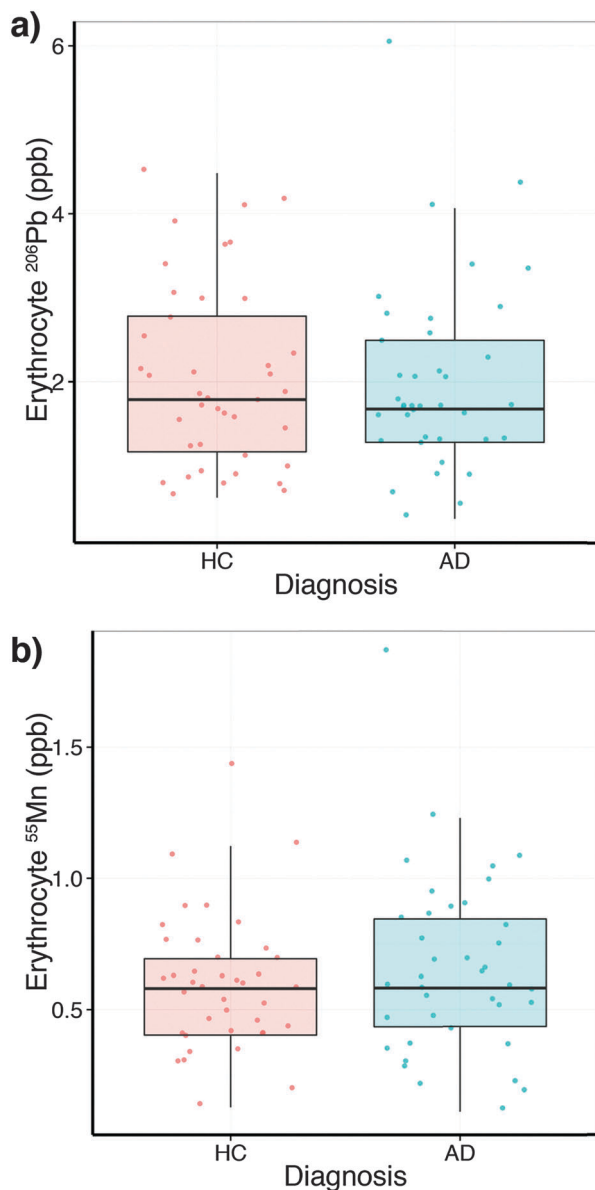 a)
Erythrocyte ²⁰⁶Pb (ppb)
6
4
2
HC
AD
Diagnosis
b)
Erythrocyte ⁵⁵Mn (ppb)
1.5
1.0
0.5
HC
AD
Diagnosis